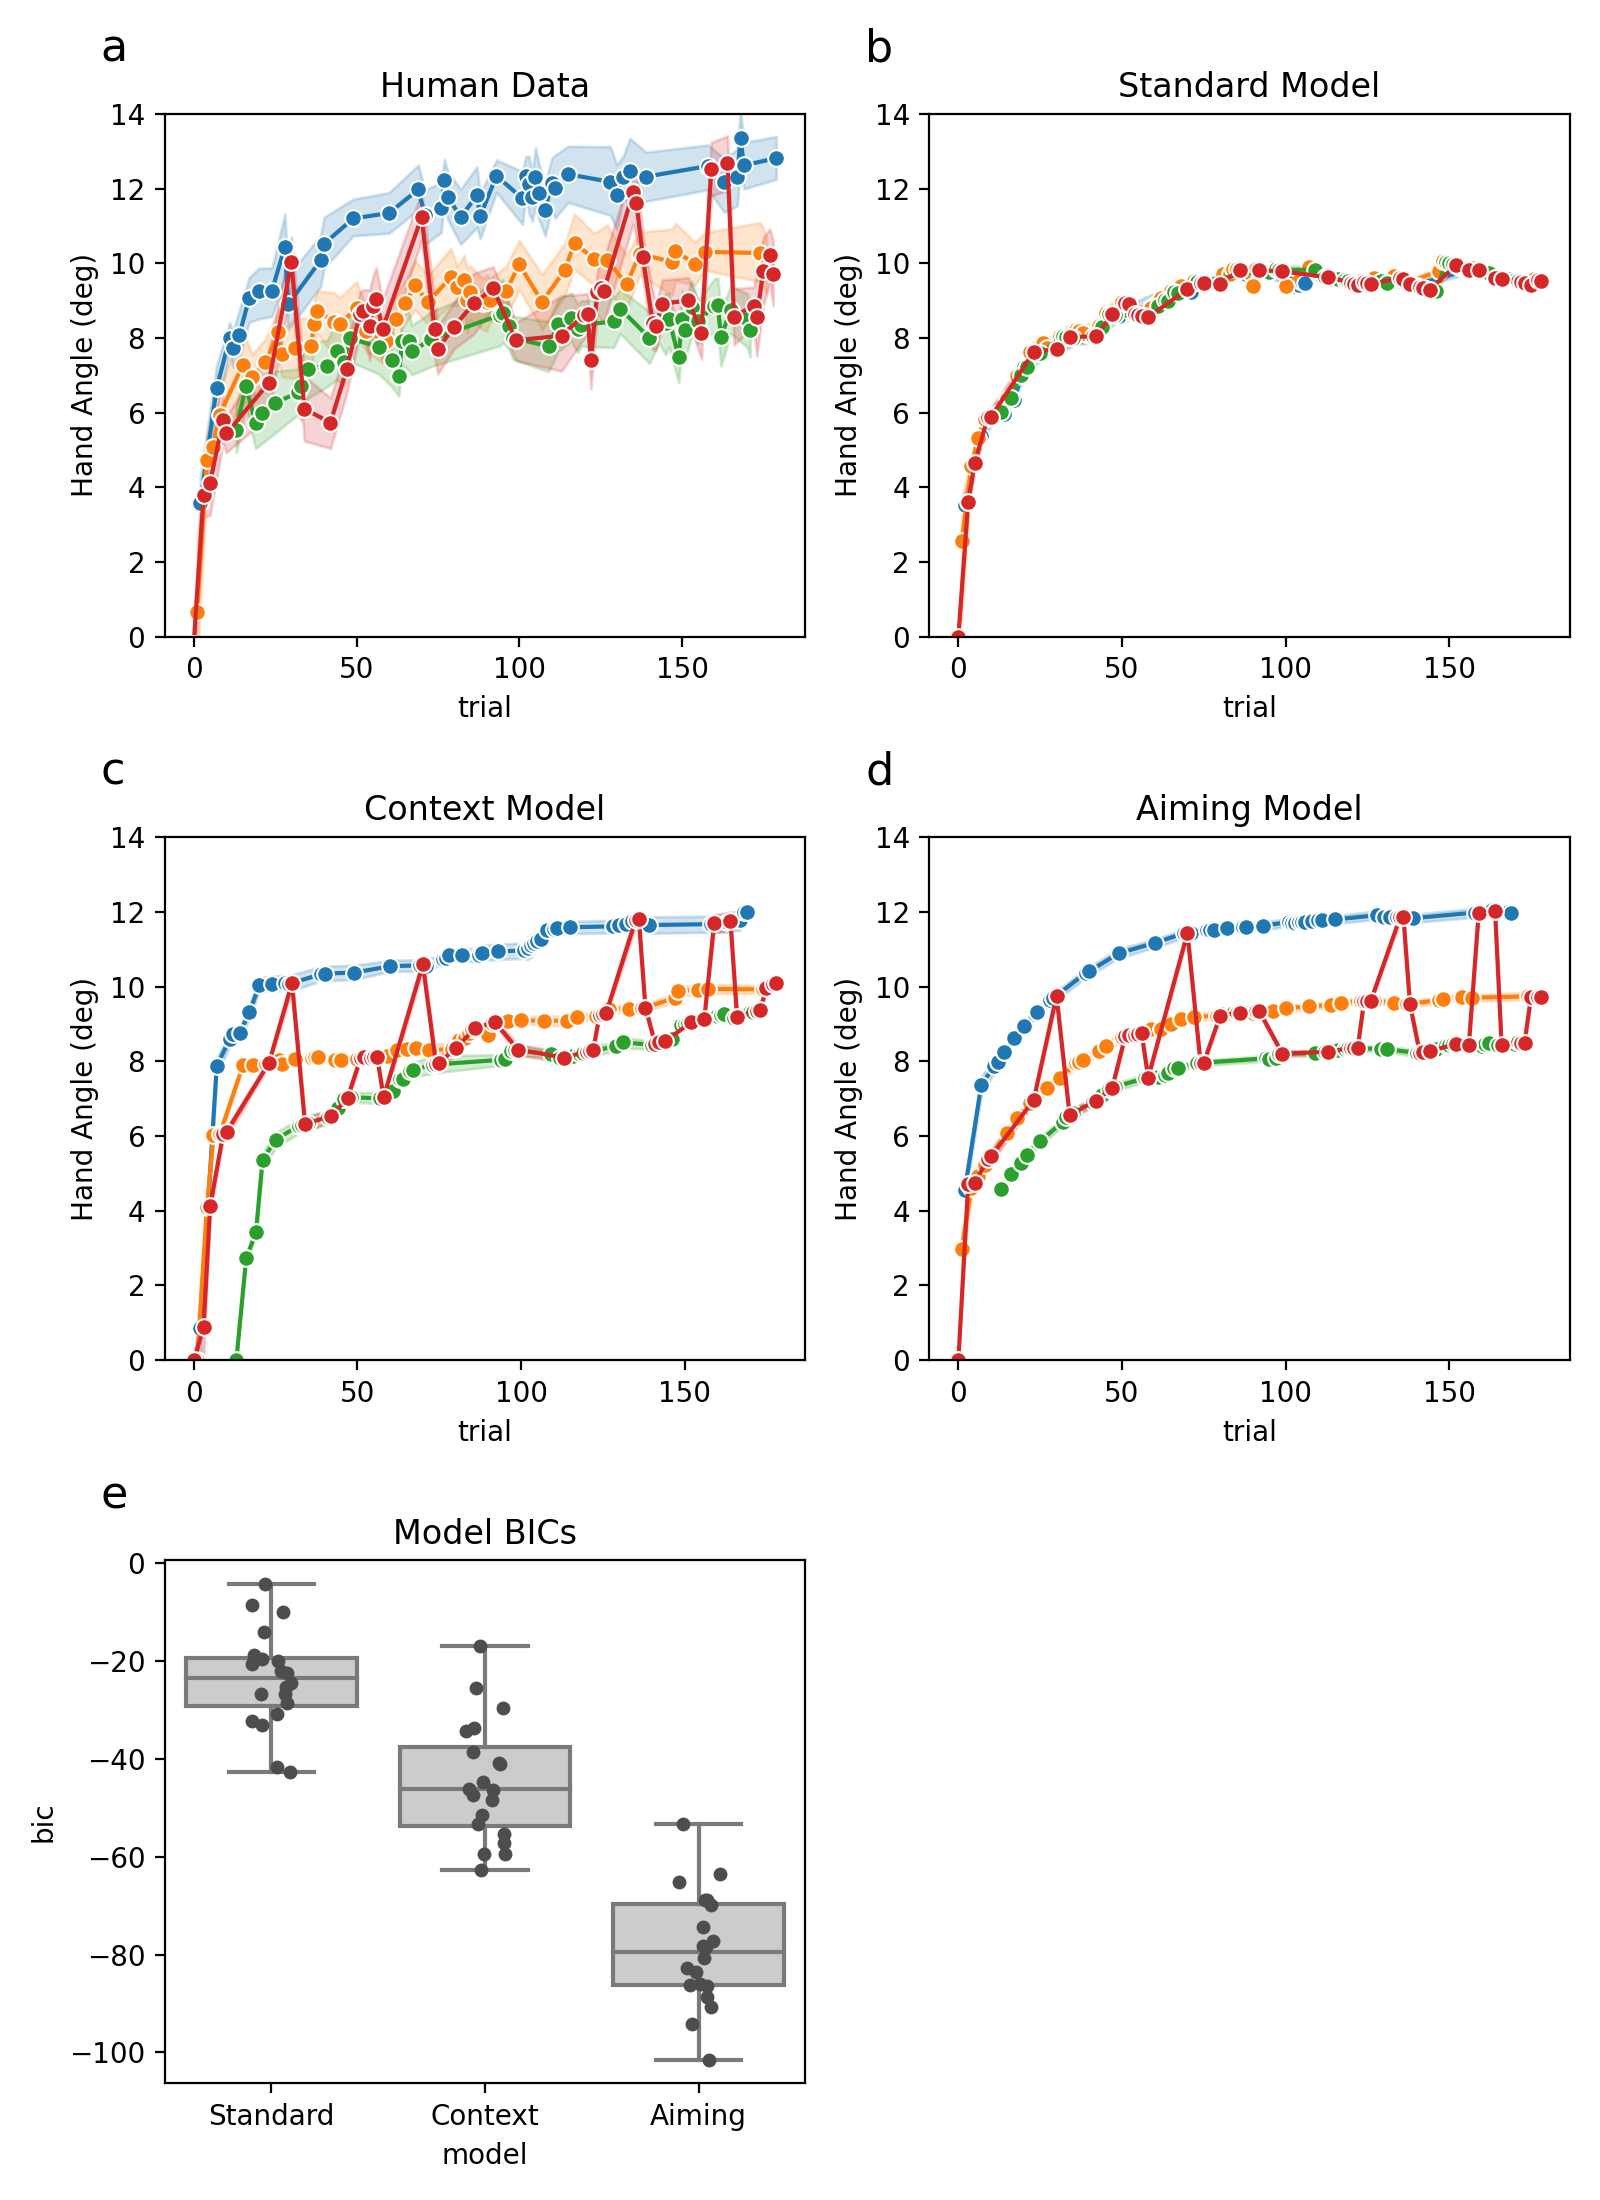 a
Human Data
14
12
10
8
6
4
2
0
Hand Angle (deg)
0 50 100 150
trial
b
Standard Model
14
12
10
8
6
4
2
0
Hand Angle (deg)
0 50 100 150
trial
c
Context Model
14
12
10
8
6
4
2
0
Hand Angle (deg)
0 50 100 150
trial
d
Aiming Model
14
12
10
8
6
4
2
0
Hand Angle (deg)
0 50 100 150
trial
e
Model BICs
0
−20
−40
−60
−80
−100
bic
Standard Context Aiming
model